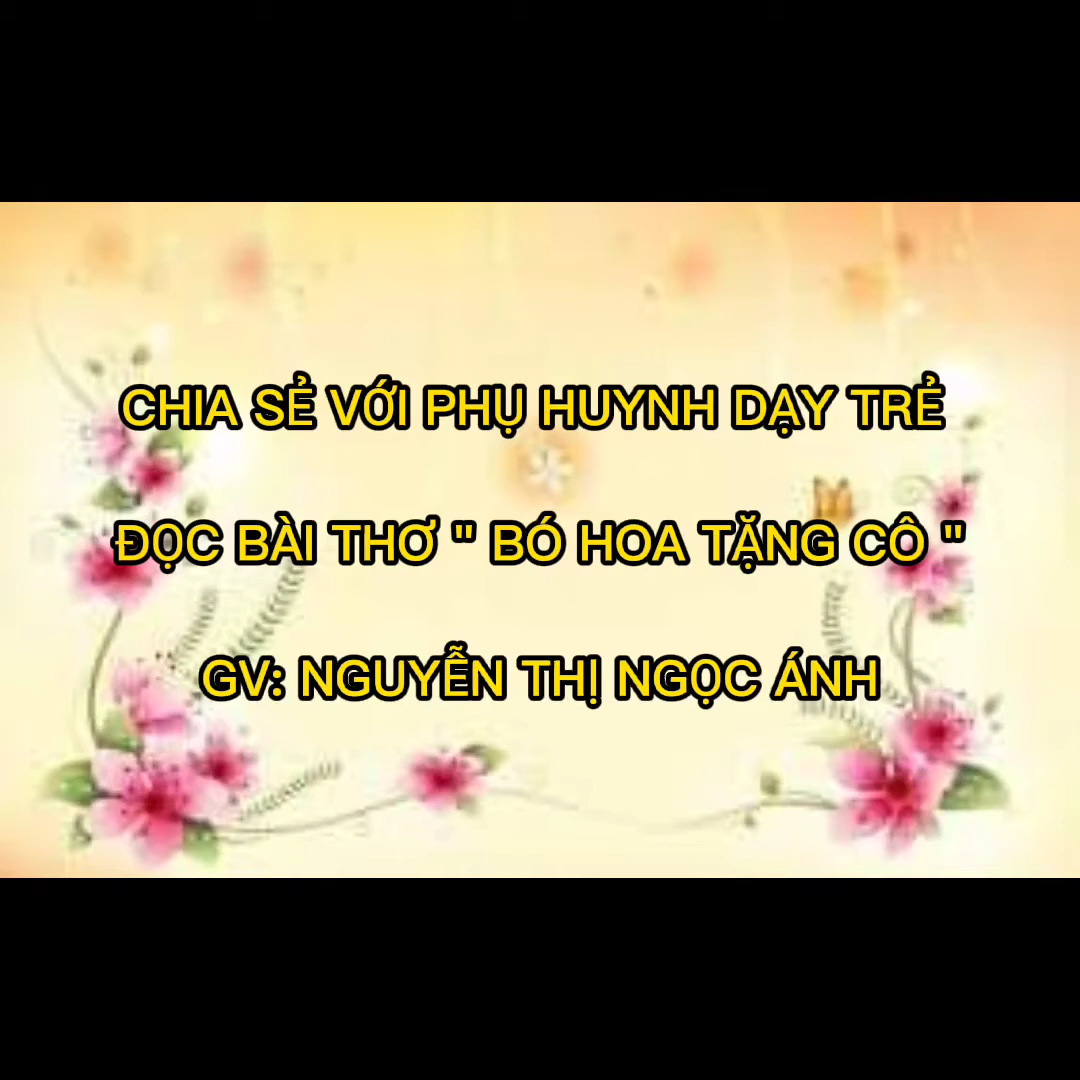 CHIA SẺ VỚI PHỤ HUYNH DẠY TRẺ
ĐỌC BÀI THƠ " BÓ HOA TẶNG CÔ "
GV: NGUYỄN THỊ NGỌC ÁNH